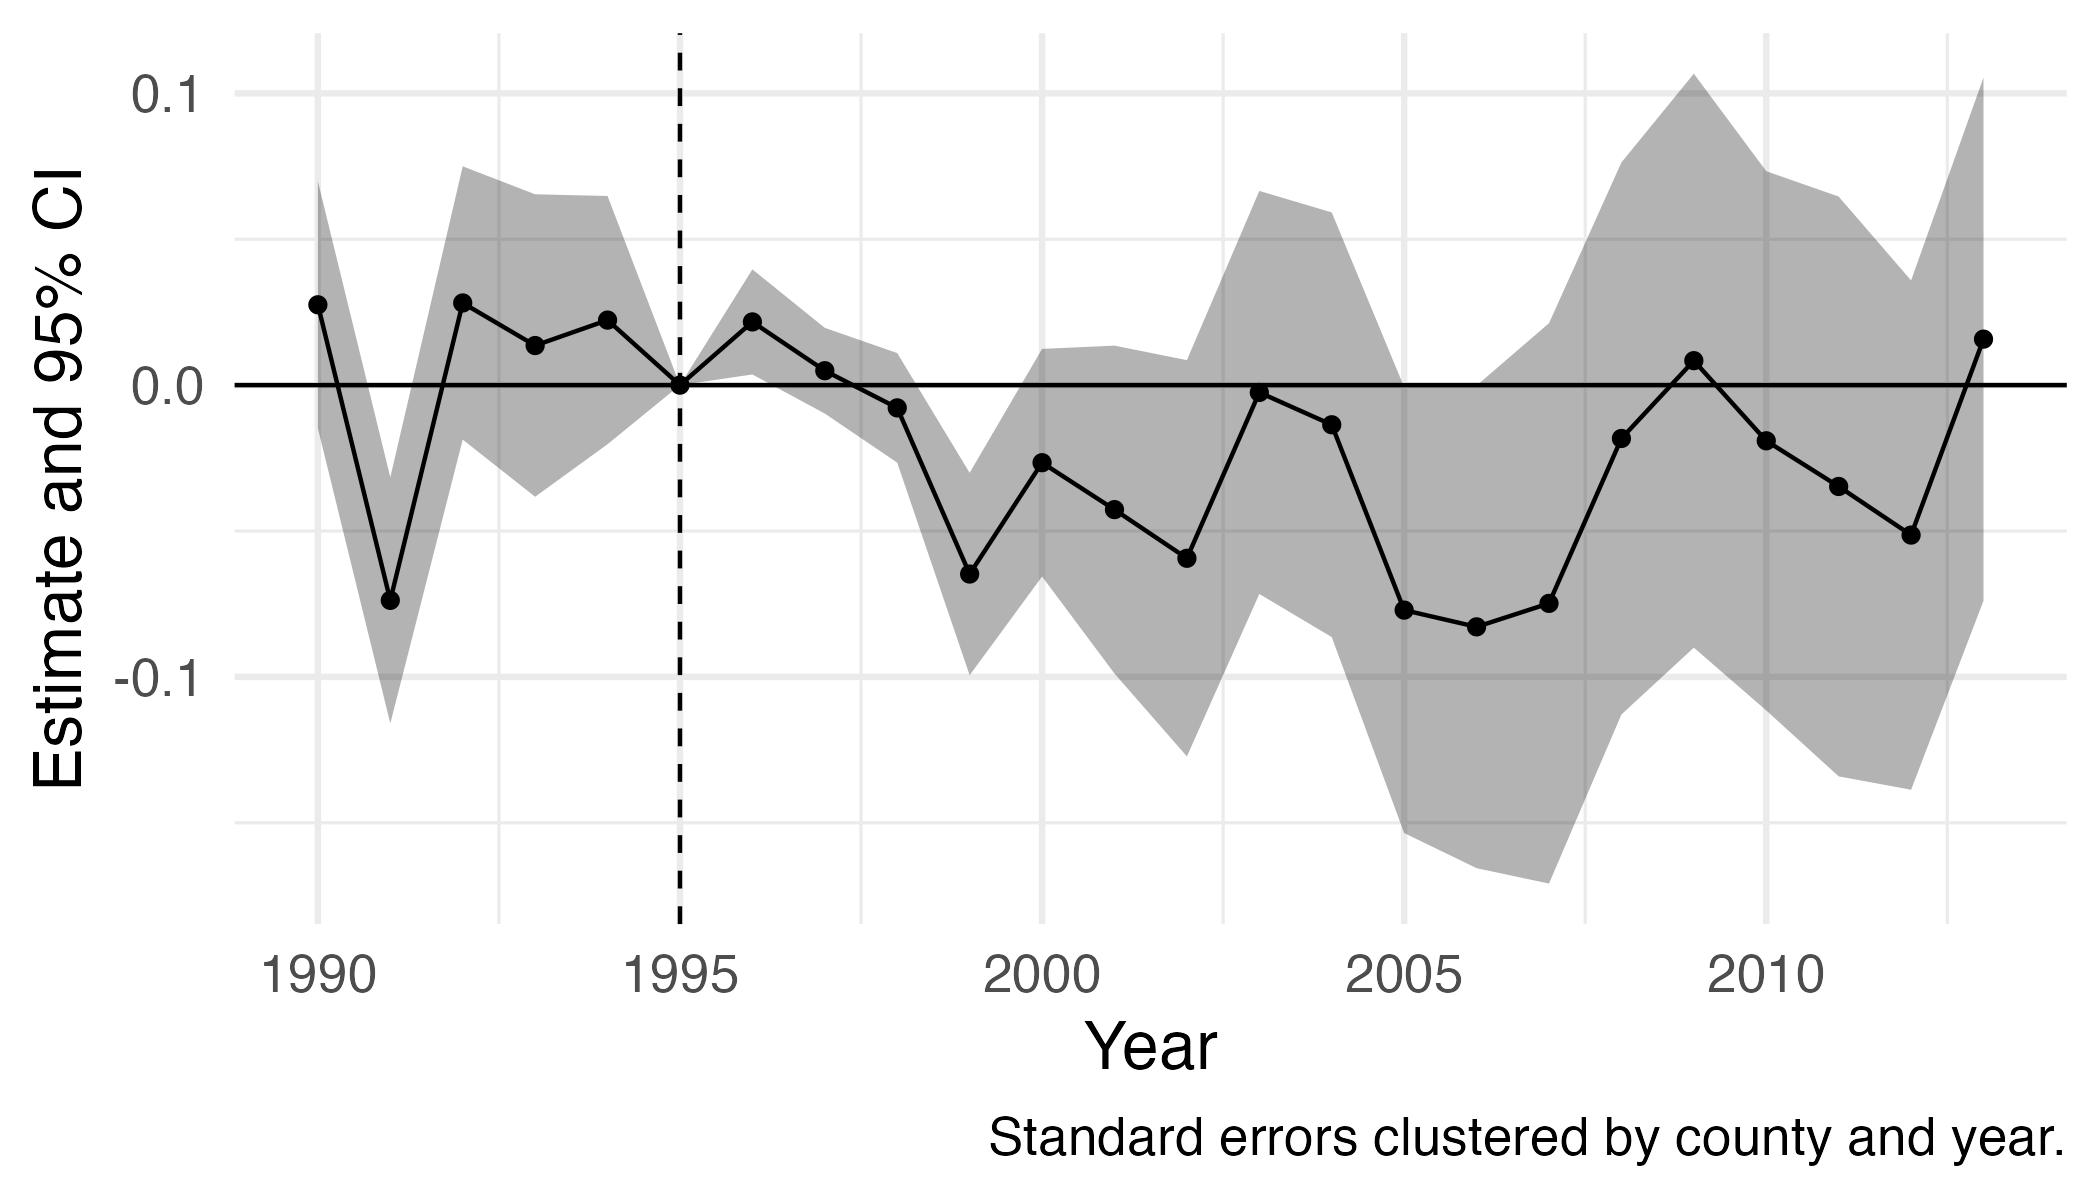 Estimate and 95% CI
0.1
0.0
-0.1
1990 1995 2000 2005 2010
Year
Standard errors clustered by county and year.